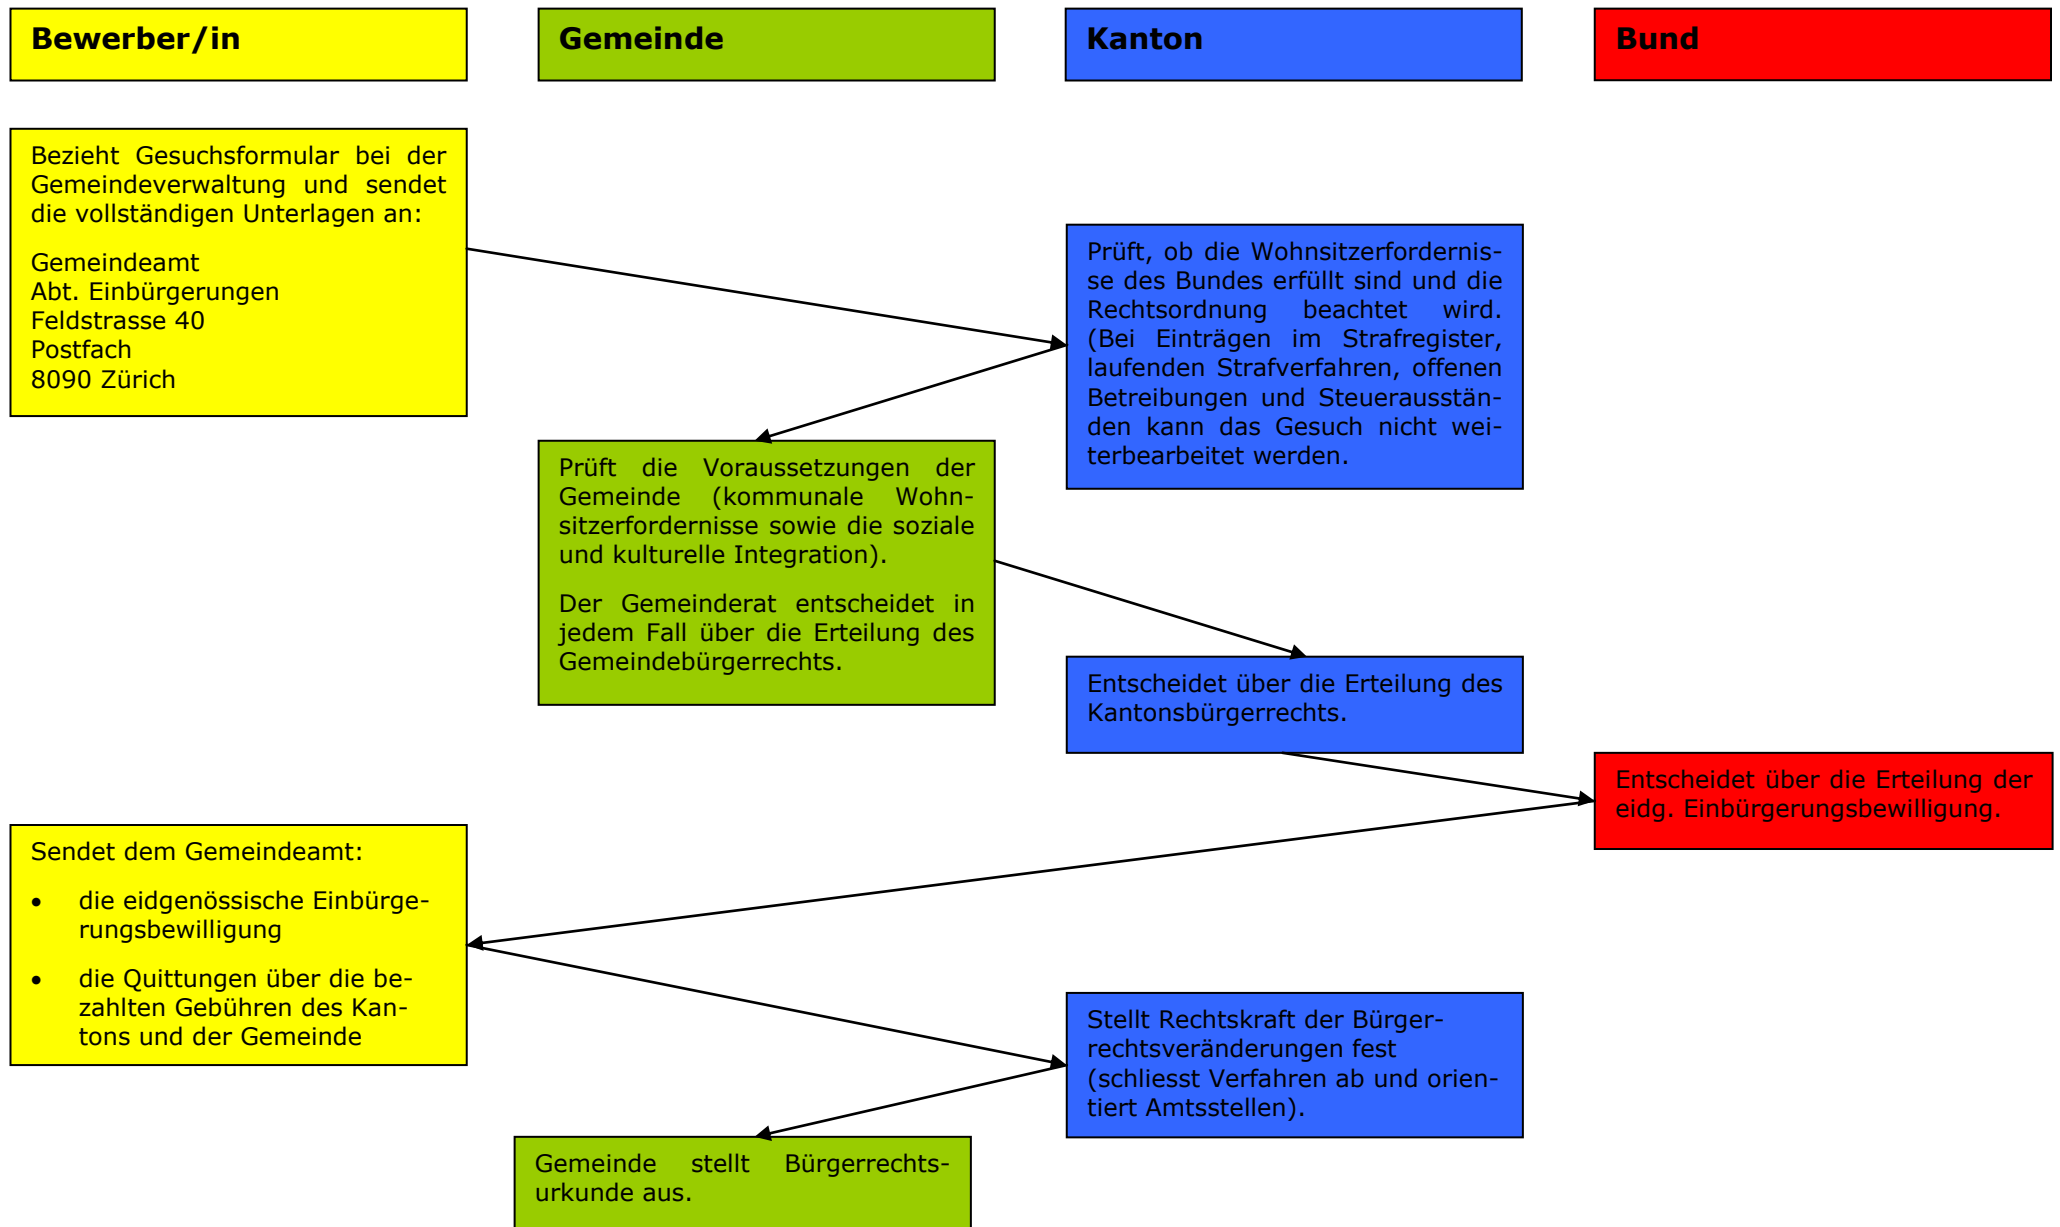 Bewerber/in
Gemeinde
Kanton
Bund
Bezieht Gesuchsformular bei der
Gemeindeverwaltung und sendet
die vollständigen Unterlagen an:
Gemeindeamt
Abt. Einbürgerungen
Feldstrasse 40
Postfach
8090 Zürich
Prüft, ob die Wohnsitzerfordernis-
se des Bundes erfüllt sind und die
Rechtsordnung beachtet wird.
(Bei Einträgen im Strafregister,
laufenden Strafverfahren, offenen
Betreibungen und Steuerausstän-
den kann das Gesuch nicht wei-
terbearbeitet werden.
Prüft die Voraussetzungen der
Gemeinde (kommunale Wohn-
sitzerfordernisse sowie die soziale
und kulturelle Integration).
Der Gemeinderat entscheidet in
jedem Fall über die Erteilung des
Gemeindebürgerrechts.
Entscheidet über die Erteilung des
Kantonsbürgerrechts.
Entscheidet über die Erteilung der
eidg. Einbürgerungsbewilligung.
Sendet dem Gemeindeamt:
• die eidgenössische Einbürge-
rungsbewilligung
• die Quittungen über die be-
zahlten Gebühren des Kan-
tons und der Gemeinde
Stellt Rechtskraft der Bürger-
rechtsveränderungen fest
(schliesst Verfahren ab und orien-
tiert Amtsstellen).
Gemeinde stellt Bürgerrechts-
urkunde aus.